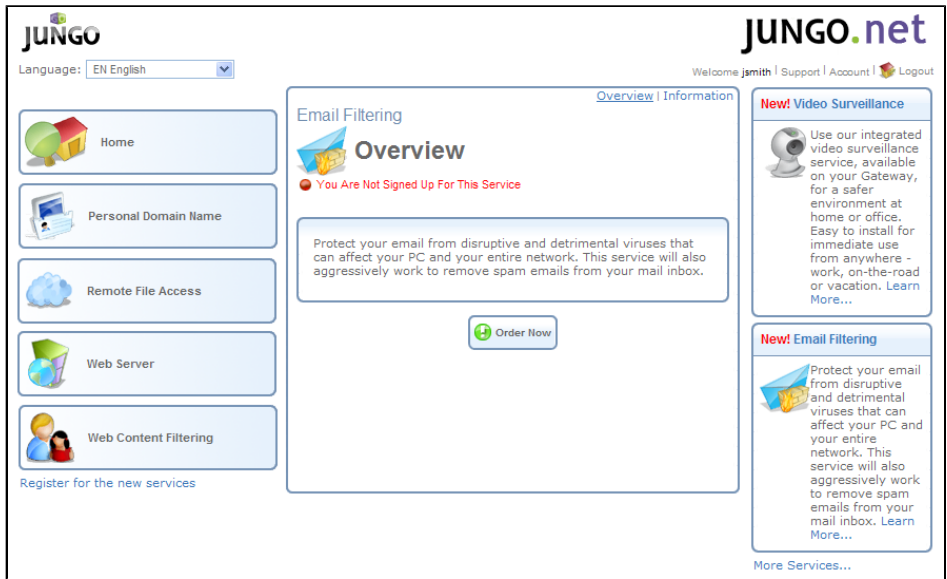 JUNGO
JUNGO.net
Language: EN English
Welcome jsmith | Support | Account | Logout
Home
Personal Domain Name
Remote File Access
Web Server
Web Content Filtering
Register for the new services
Overview | Information
Email Filtering
Overview
You Are Not Signed Up For This Service
Protect your email from disruptive and detrimental viruses that
can affect your PC and your entire network. This service will also
aggressively work to remove spam emails from your mail inbox.
Order Now
New! Video Surveillance
Use our integrated
video surveillance
service, available
on your Gateway,
for a safer
environment at
home or office.
Easy to install for
immediate use
from anywhere -
work, on-the-road
or vacation. Learn
More...
New! Email Filtering
Protect your email
from disruptive
and detrimental
viruses that can
affect your PC and
your entire
network. This
service will also
aggressively work
to remove spam
emails from your
mail inbox. Learn
More...
More Services...